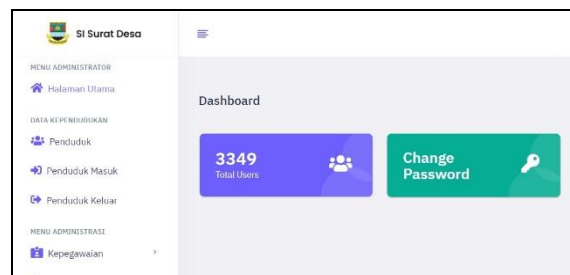 SI Surat Desa
MENU ADMINISTRATOR
Halaman Utama
DATA KEPENDUDUKAN
Penduduk
Penduduk Masuk
Penduduk Keluar
MENU ADMINISTRASI
Kepegawaian
Dashboard
3349
Total Users
Change
Password